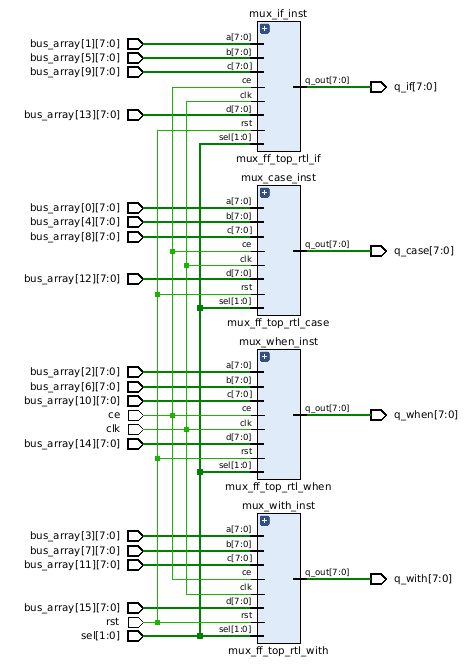 mux_if_inst
bus_array[1][7:0] a[7:0]
bus_array[5][7:0] b[7:0]
bus_array[9][7:0] c[7:0]
ce q_out[7:0] q_if[7:0]
clk
bus_array[13][7:0] d[7:0]
rst
sel[1:0]
mux_ff_top_rtl_if
mux_case_inst
bus_array[0][7:0] a[7:0]
bus_array[4][7:0] b[7:0]
bus_array[8][7:0] c[7:0]
ce q_out[7:0] q_case[7:0]
clk
bus_array[12][7:0] d[7:0]
rst
sel[1:0]
mux_ff_top_rtl_case
mux_when_inst
bus_array[2][7:0] a[7:0]
bus_array[6][7:0] b[7:0]
bus_array[10][7:0] c[7:0]
ce ce q_out[7:0] q_when[7:0]
clk clk
bus_array[14][7:0] d[7:0]
rst
sel[1:0]
mux_ff_top_rtl_when
mux_with_inst
bus_array[3][7:0] a[7:0]
bus_array[7][7:0] b[7:0]
bus_array[11][7:0] c[7:0]
ce q_out[7:0] q_with[7:0]
clk
bus_array[15][7:0] d[7:0]
rst rst
sel[1:0] sel[1:0]
mux_ff_top_rtl_with